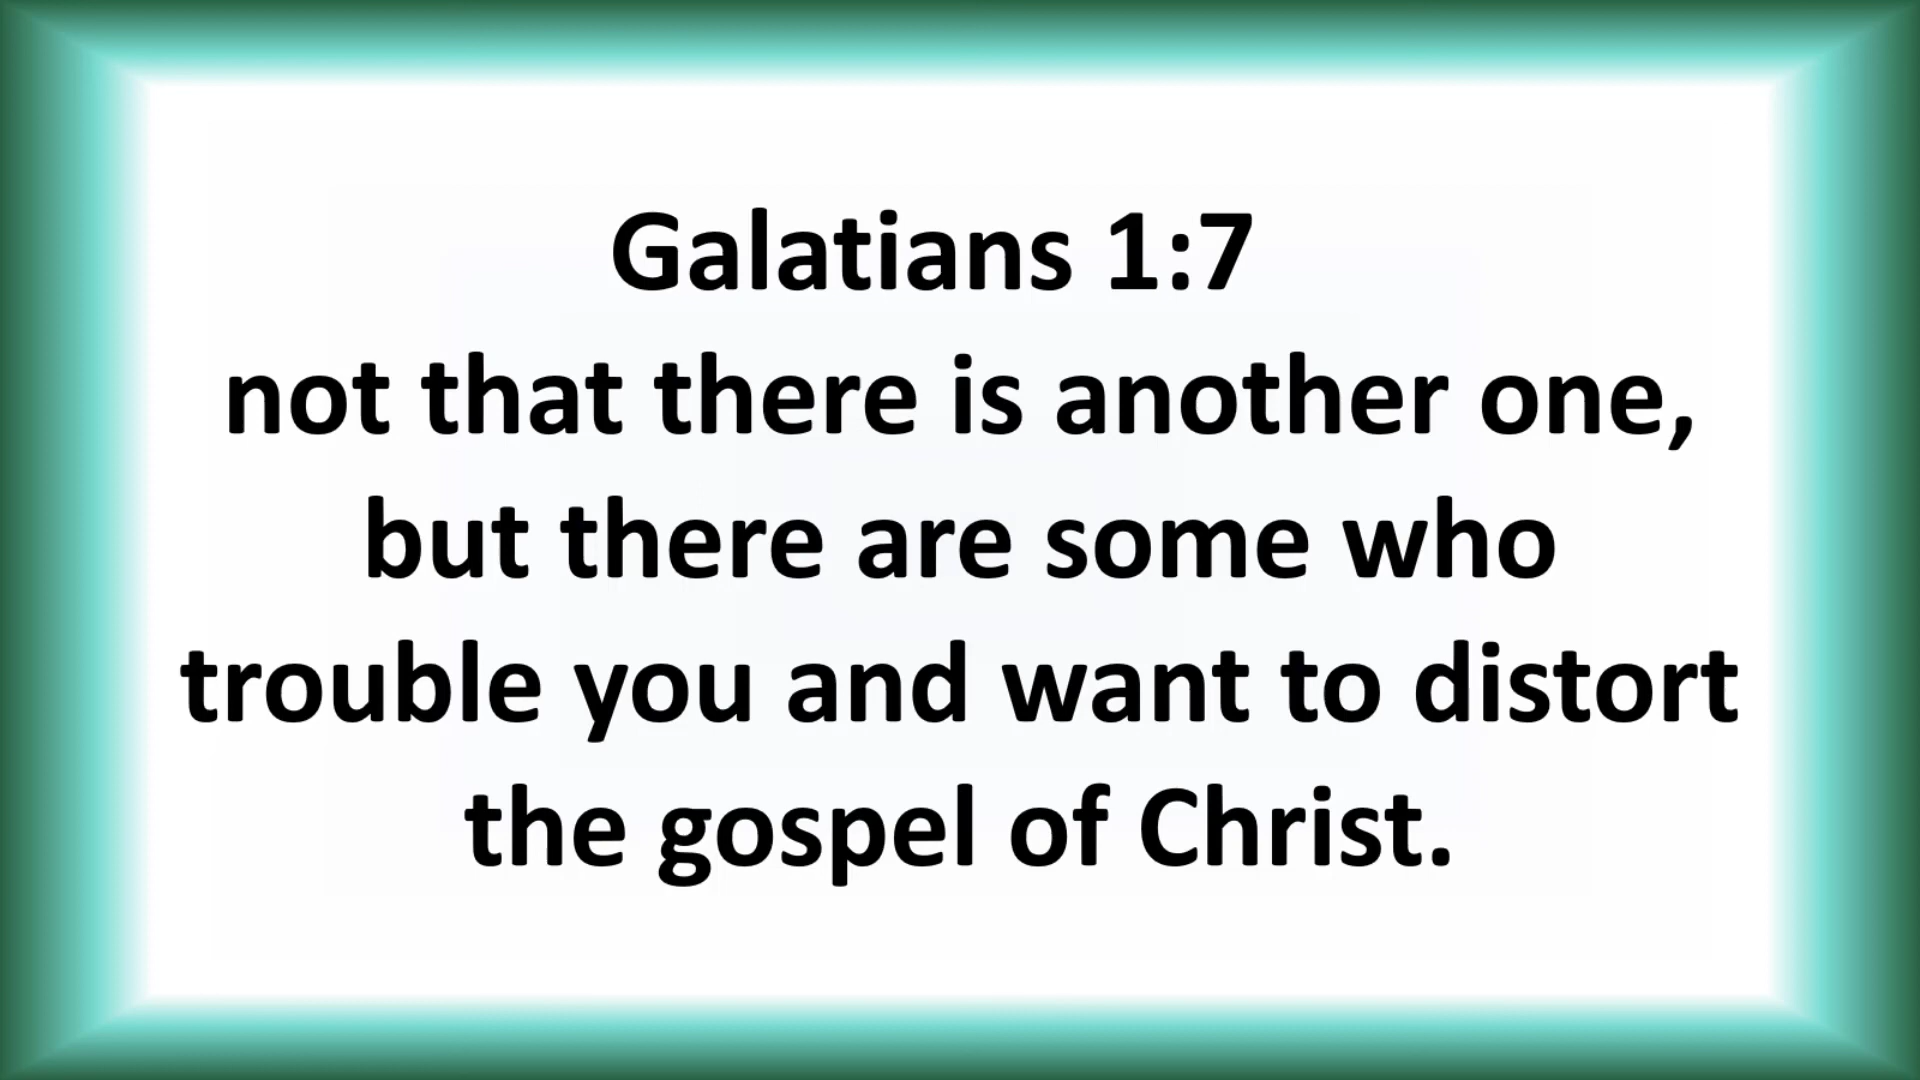 Galatians 1:7
not that there is another one,
but there are some who
trouble you and want to distort
the gospel of Christ.